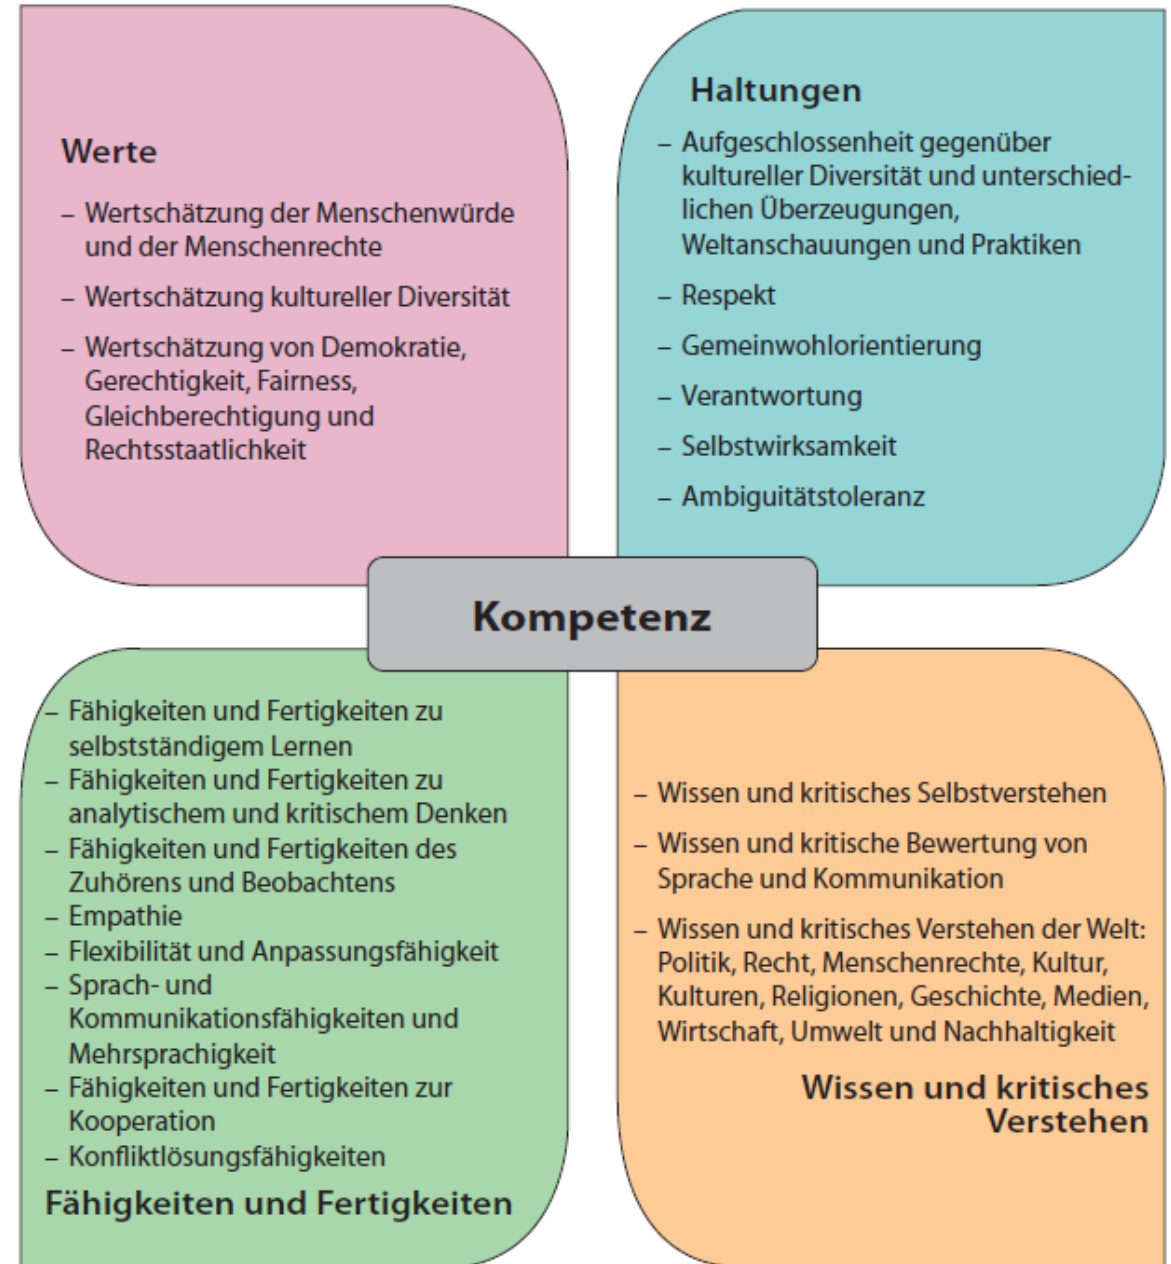 Werte
– Wertschätzung der Menschenwürde
und der Menschenrechte
– Wertschätzung kultureller Diversität
– Wertschätzung von Demokratie,
Gerechtigkeit, Fairness,
Gleichberechtigung und
Rechtsstaatlichkeit
Haltungen
– Aufgeschlossenheit gegenüber
kultureller Diversität und unterschied-
lichen Überzeugungen,
Weltanschauungen und Praktiken
– Respekt
– Gemeinwohlorientierung
– Verantwortung
– Selbstwirksamkeit
– Ambiguitätstoleranz
Kompetenz
– Fähigkeiten und Fertigkeiten zu
selbstständigem Lernen
– Fähigkeiten und Fertigkeiten zu
analytischem und kritischem Denken
– Fähigkeiten und Fertigkeiten des
Zuhörens und Beobachtens
– Empathie
– Flexibilität und Anpassungsfähigkeit
– Sprach- und
Kommunikationsfähigkeiten und
Mehrsprachigkeit
– Fähigkeiten und Fertigkeiten zur
Kooperation
– Konfliktlösungsfähigkeiten
Fähigkeiten und Fertigkeiten
– Wissen und kritisches Selbstverstehen
– Wissen und kritische Bewertung von
Sprache und Kommunikation
– Wissen und kritisches Verstehen der Welt:
Politik, Recht, Menschenrechte, Kultur,
Kulturen, Religionen, Geschichte, Medien,
Wirtschaft, Umwelt und Nachhaltigkeit
Wissen und kritisches
Verstehen